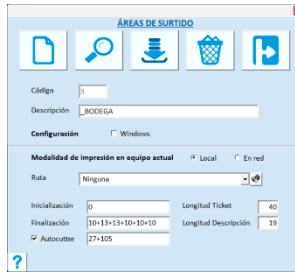 ÁREAS DE SURTIDO
Código 3
Descripción _BODEGA
Configuración Windows
Modalidad de impresión en equipo actual Local En red
Ruta Ninguna
Inicialización 0 Longitud Ticket 40
Finalización 10+13+13+10+10+10 Longitud Descripción 19
Autocutter 27+105
?